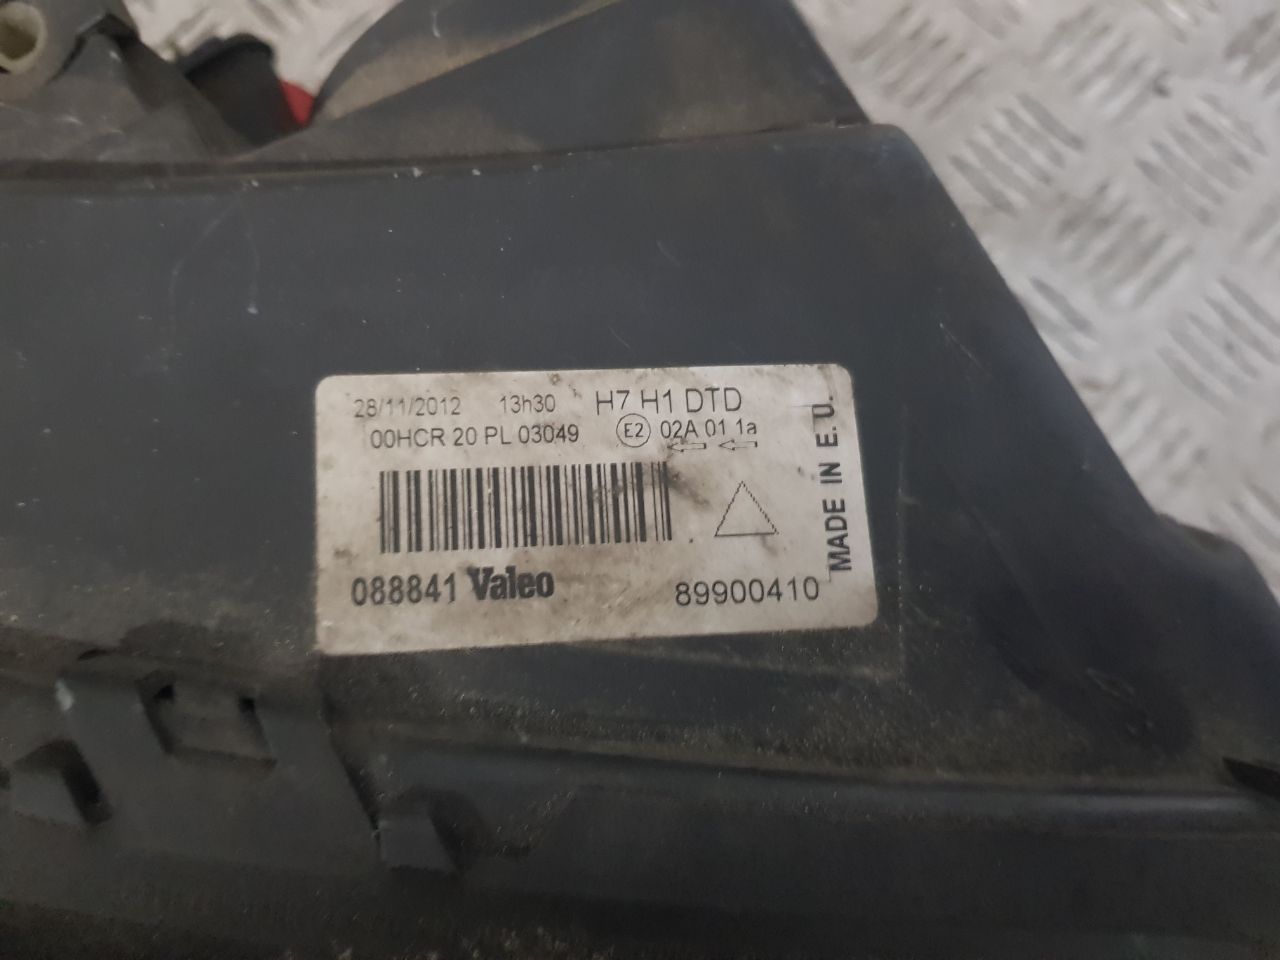 28/11/2012 13h30 H7 H1 DTD
00HCR 20 PL 03049 E2 02A 01 1a
088841 Valeo 89900410
MADE IN E.U.